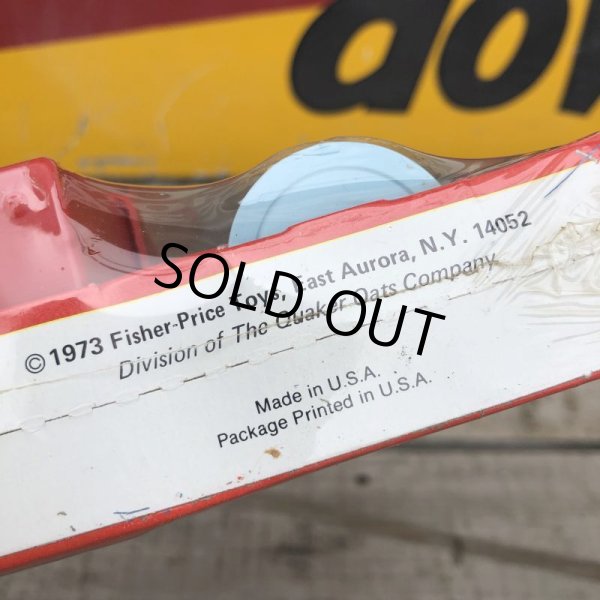 © 1973 Fisher-Price Toys, East Aurora, N.Y. 14052
Division of The Quaker Oats Company
Made in U.S.A.
Package Printed in U.S.A.
SOLD OUT